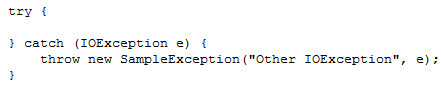 try {
} catch (IOException e) {
    throw new SampleException("Other IOException", e);
}